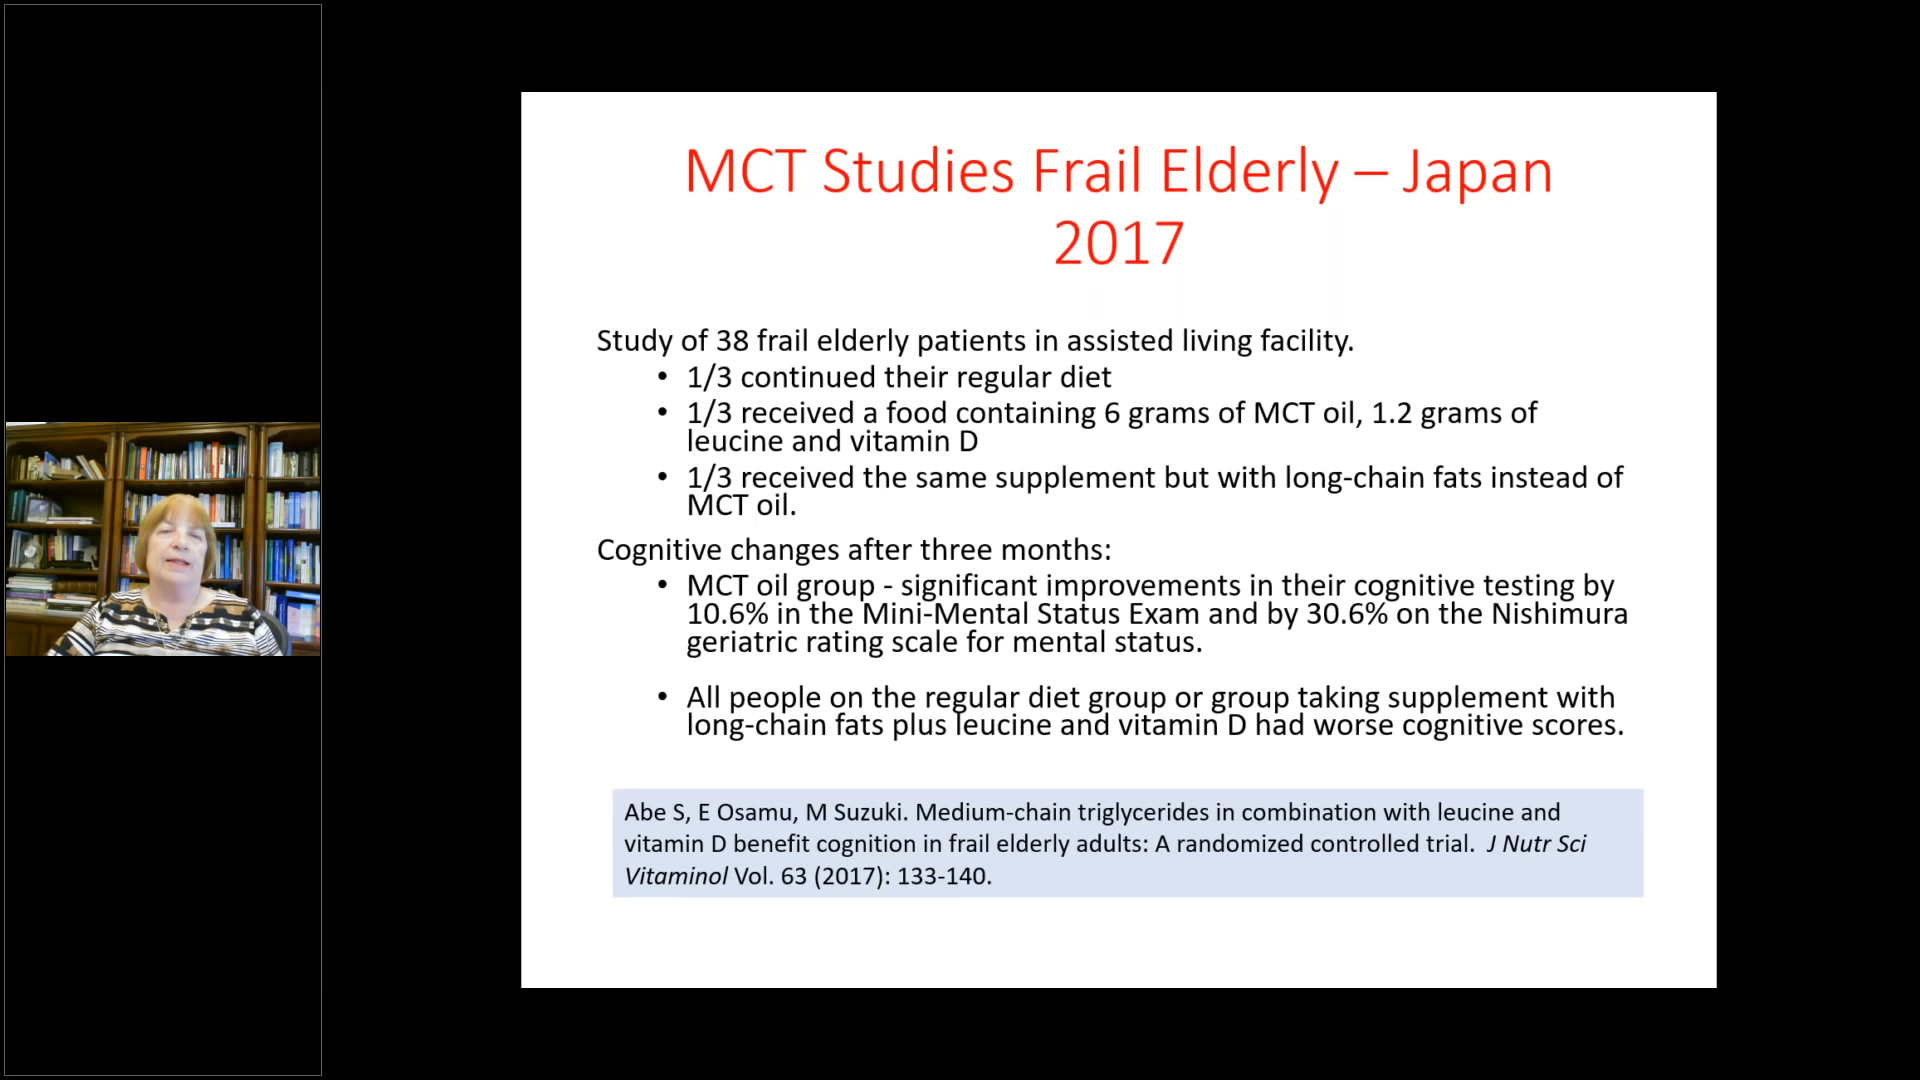 MCT Studies Frail Elderly – Japan
2017
Study of 38 frail elderly patients in assisted living facility.
• 1/3 continued their regular diet
• 1/3 received a food containing 6 grams of MCT oil, 1.2 grams of
leucine and vitamin D
• 1/3 received the same supplement but with long-chain fats instead of
MCT oil.
Cognitive changes after three months:
• MCT oil group - significant improvements in their cognitive testing by
10.6% in the Mini-Mental Status Exam and by 30.6% on the Nishimura
geriatric rating scale for mental status.
• All people on the regular diet group or group taking supplement with
long-chain fats plus leucine and vitamin D had worse cognitive scores.
Abe S, E Osamu, M Suzuki. Medium-chain triglycerides in combination with leucine and
vitamin D benefit cognition in frail elderly adults: A randomized controlled trial. J Nutr Sci
Vitaminol Vol. 63 (2017): 133-140.